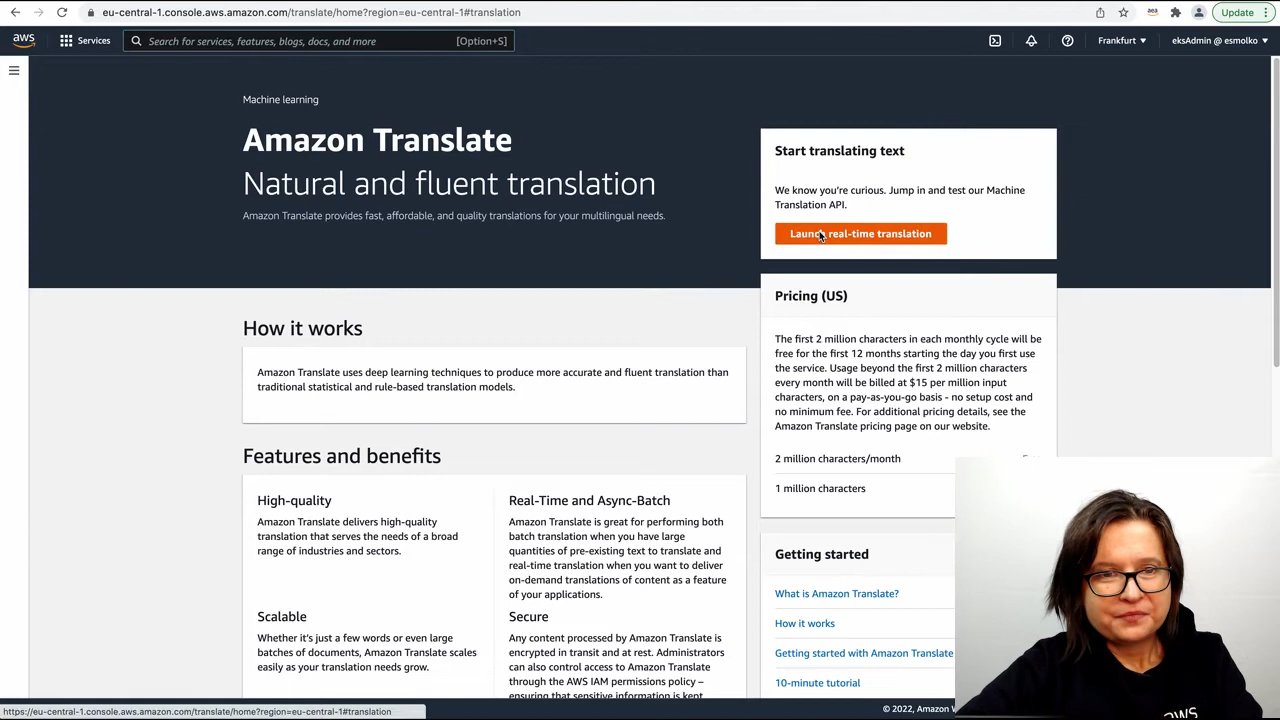 eu-central-1.console.aws.amazon.com/translate/home?region=eu-central-1#translation
Update
aws
Services
Search for services, features, blogs, docs, and more
[Option+S]
Frankfurt
eksAdmin @ esmolko
Machine learning
Amazon Translate
Natural and fluent translation
Amazon Translate provides fast, affordable, and quality translations for your multilingual needs.
Start translating text
We know you're curious. Jump in and test our Machine
Translation API.
Launch real-time translation
Pricing (US)
The first 2 million characters in each monthly cycle will be
free for the first 12 months starting the day you first use
the service. Usage beyond the first 2 million characters
every month will be billed at $15 per million input
characters, on a pay-as-you-go basis - no setup cost and
no minimum fee. For additional pricing details, see the
Amazon Translate pricing page on our website.
2 million characters/month
1 million characters
How it works
Amazon Translate uses deep learning techniques to produce more accurate and fluent translation than
traditional statistical and rule-based translation models.
Features and benefits
High-quality
Amazon Translate delivers high-quality
translation that serves the needs of a broad
range of industries and sectors.
Real-Time and Async-Batch
Amazon Translate is great for performing both
batch translation when you have large
quantities of pre-existing text to translate and
real-time translation when you want to deliver
on-demand translations of content as a feature
of your applications.
Scalable
Whether it's just a few words or even large
batches of documents, Amazon Translate scales
easily as your translation needs grow.
Secure
Any content processed by Amazon Translate is
encrypted in transit and at rest. Administrators
can also control access to Amazon Translate
through the AWS IAM permissions policy –
ensuring that sensitive information is kept
Getting started
What is Amazon Translate?
How it works
Getting started with Amazon Translate
10-minute tutorial
https://eu-central-1.console.aws.amazon.com/translate/home?region=eu-central-1#translation
© 2022, Amazon
aws